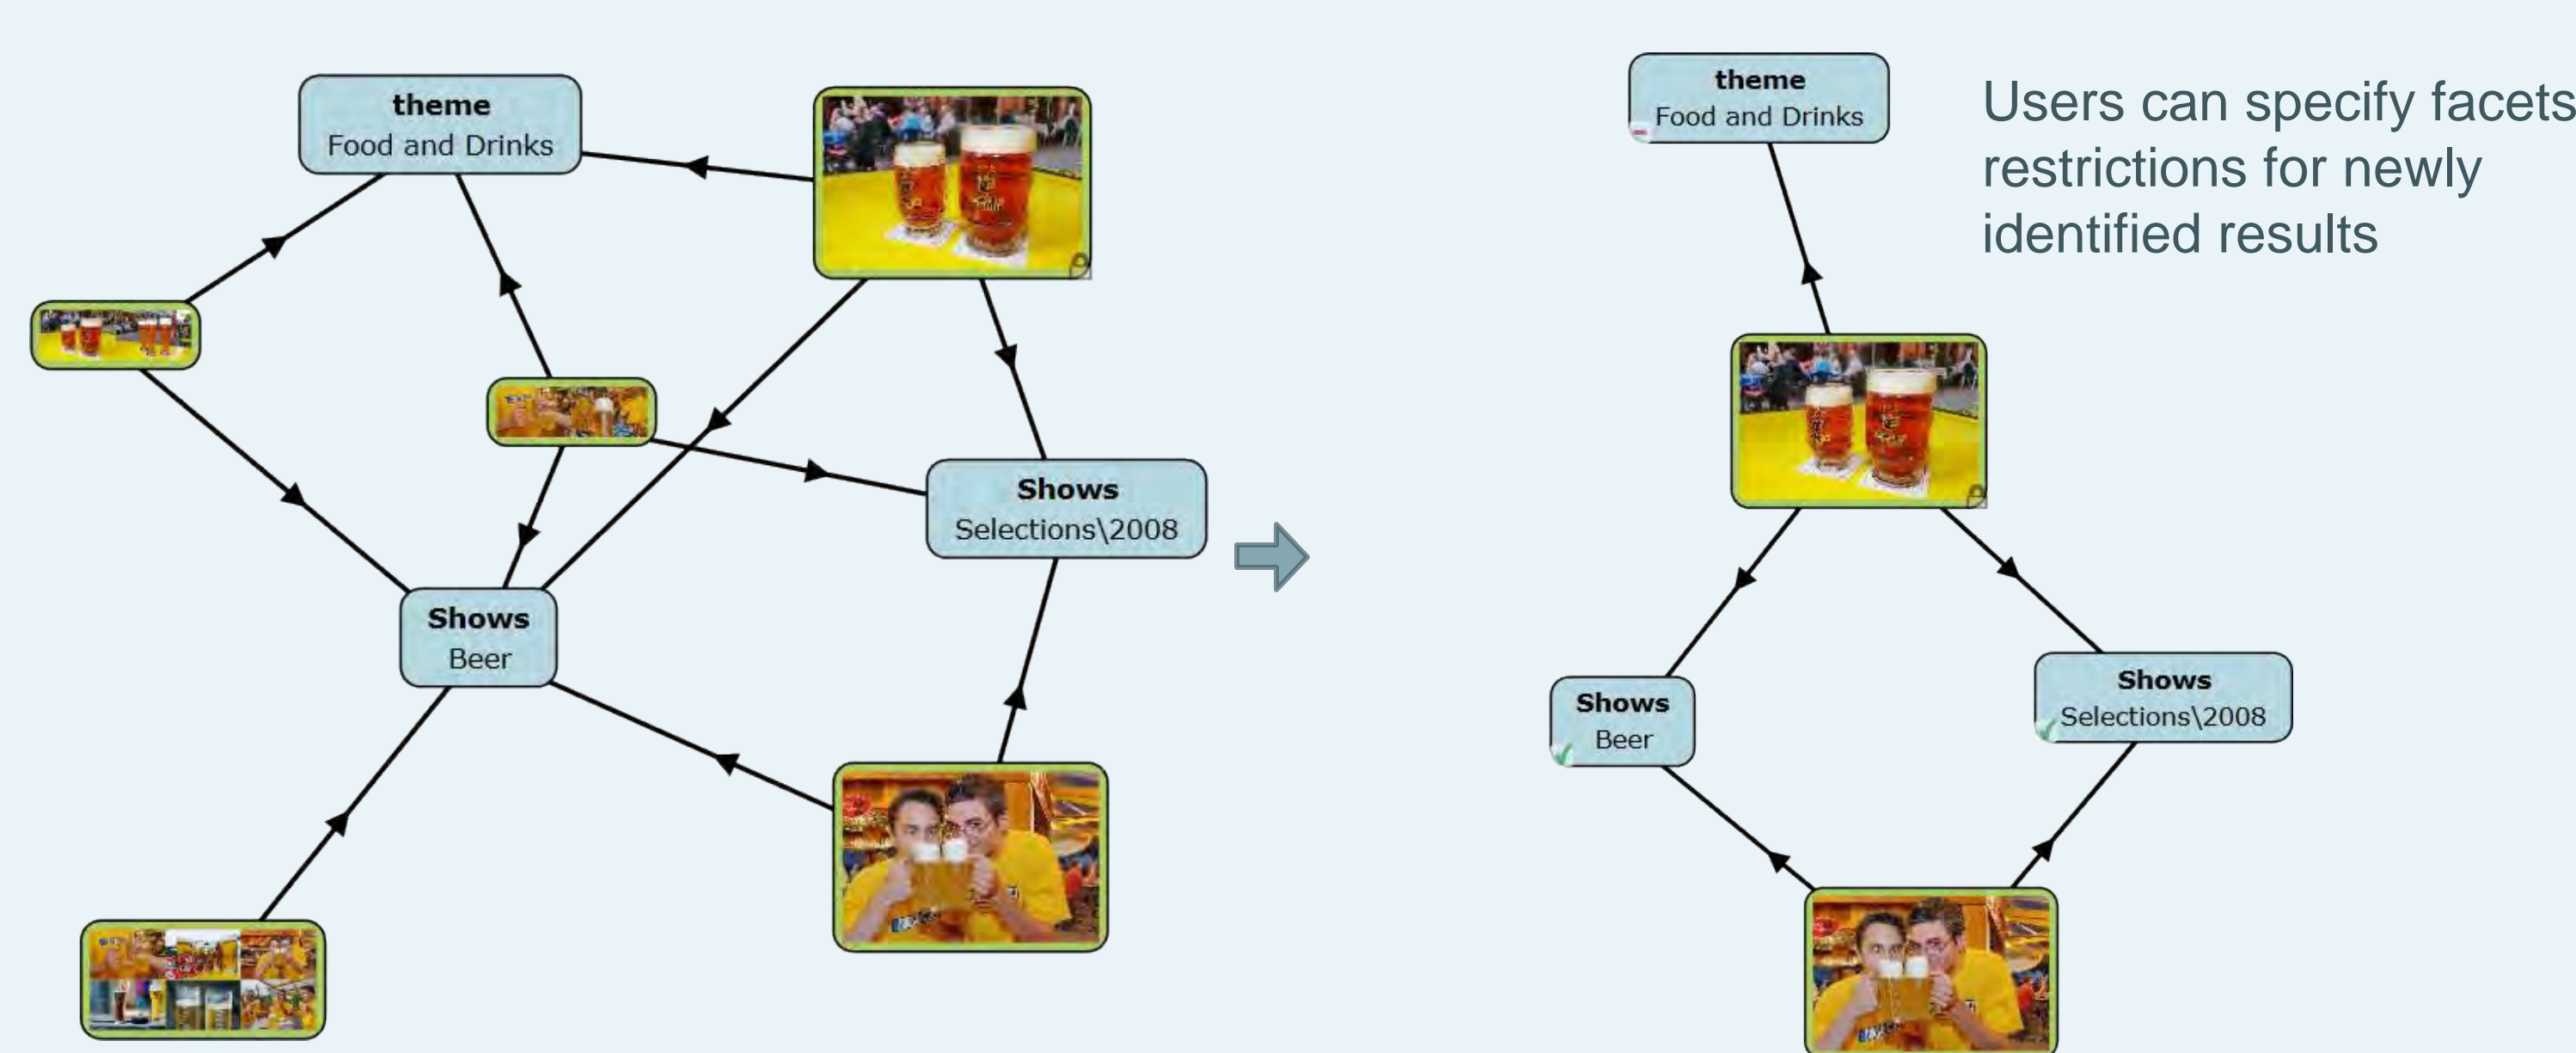 theme
Food and Drinks
Shows
Selections\2008
Shows
Beer
theme
Food and Drinks
Users can specify facets
restrictions for newly
identified results
Shows
Beer
Shows
Selections\2008